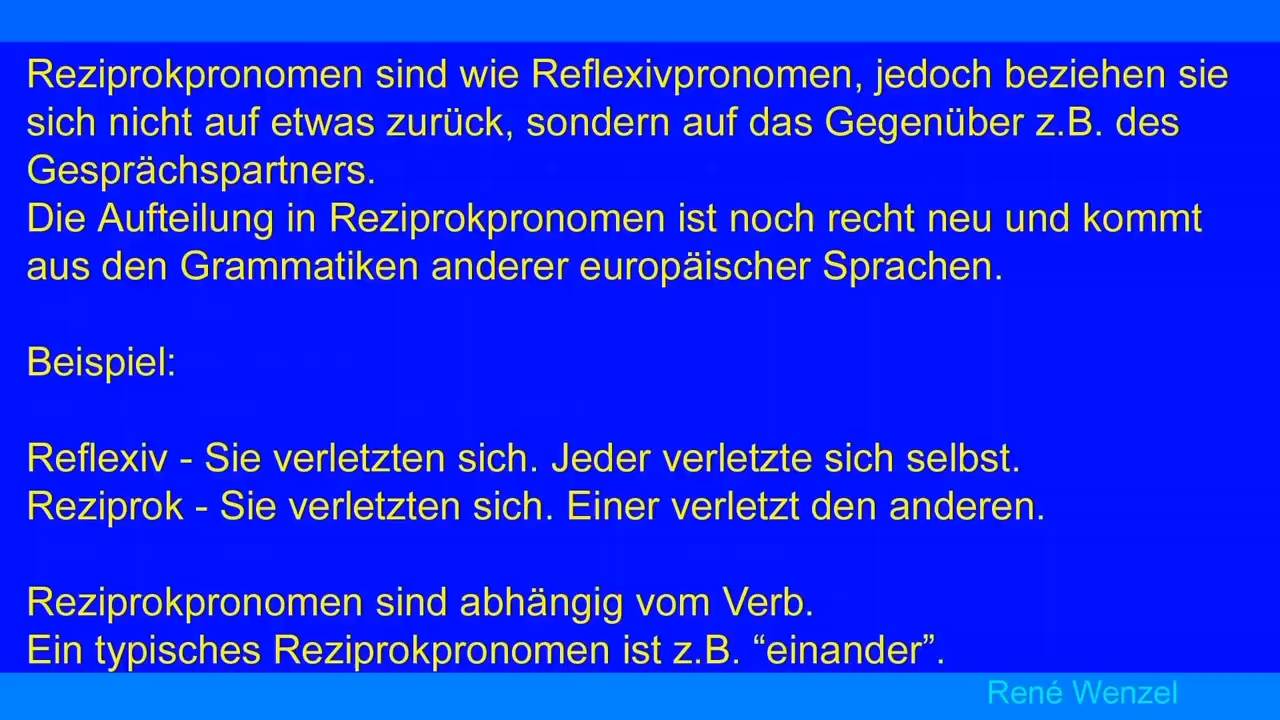 Reziprokpronomen sind wie Reflexivpronomen, jedoch beziehen sie
sich nicht auf etwas zurück, sondern auf das Gegenüber z.B. des
Gesprächspartners.
Die Aufteilung in Reziprokpronomen ist noch recht neu und kommt
aus den Grammatiken anderer europäischer Sprachen.
Beispiel:
Reflexiv - Sie verletzten sich. Jeder verletzte sich selbst.
Reziprok - Sie verletzten sich. Einer verletzt den anderen.
Reziprokpronomen sind abhängig vom Verb.
Ein typisches Reziprokpronomen ist z.B. “einander”.
René Wenzel